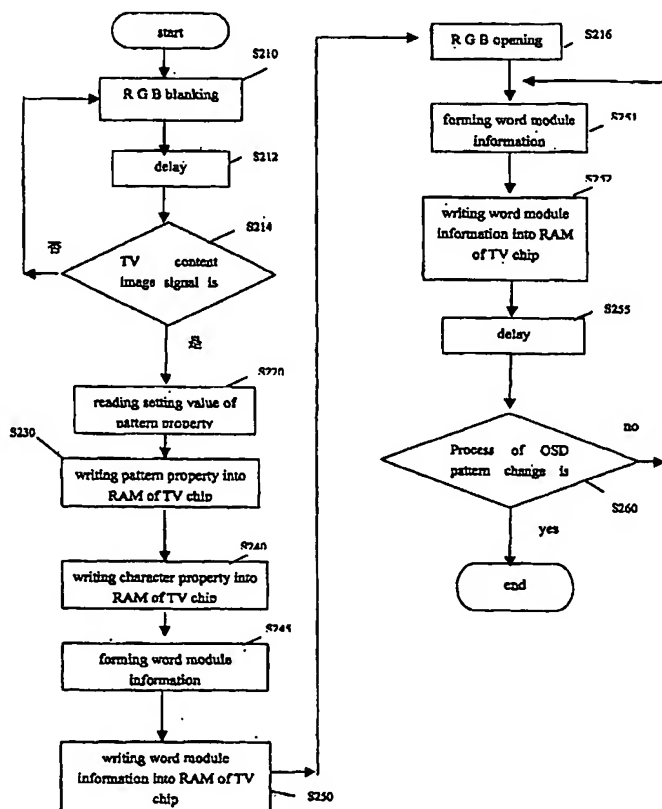 start
S210
R G B blanking
S212
delay
S214
TV content
image signal is
否
是
S220
reading setting value of
pattern property
S230
writing pattern property into
RAM of TV chip
S240
writing character property into
RAM of TV chip
S245
forming word module
information
writing word module
information into RAM of TV
chip
S250
R G B opening
S216
S251
forming word module
information
S252
writing word module
information into RAM
of TV chip
S255
delay
no
Process of OSD
pattern change is
S260
yes
end